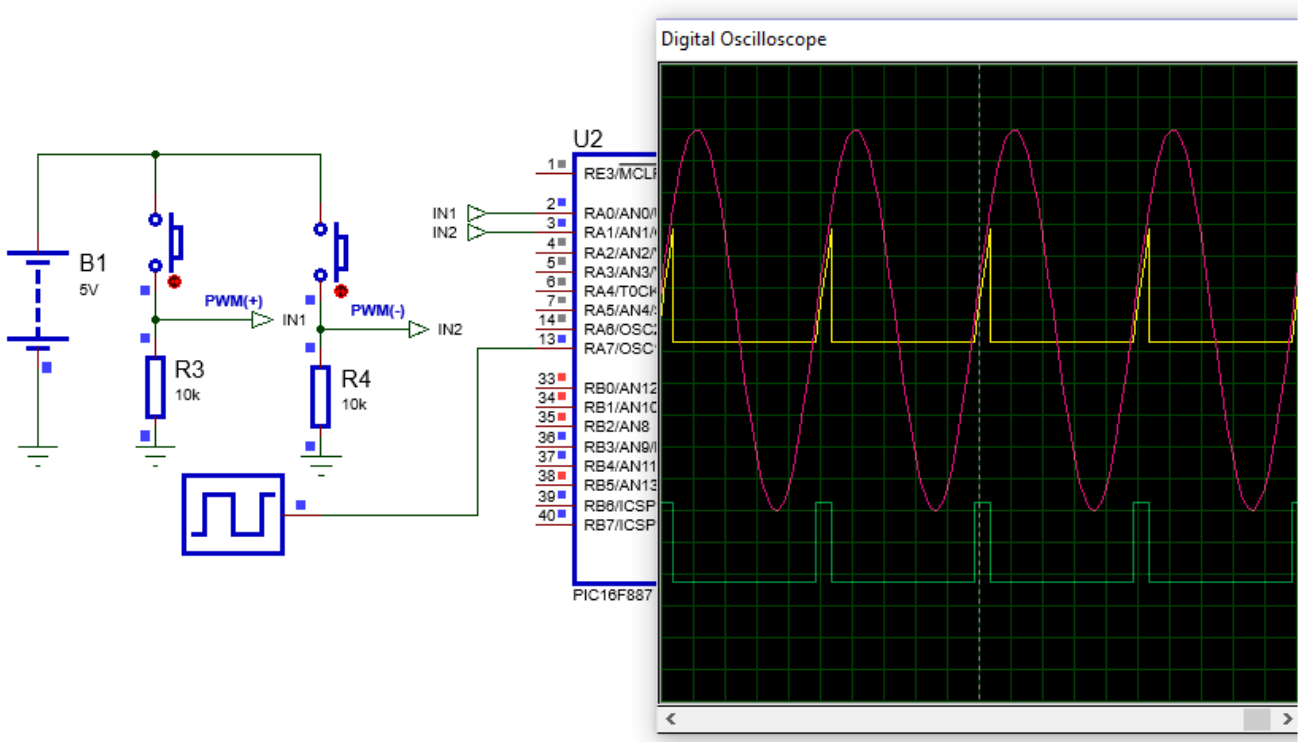 Digital Oscilloscope
U2
B1
5V
PWM(+)
IN1
PWM(-)
IN2
R3
10k
R4
10k
IN1
IN2
1 RE3/MCL
2 RA0/AN0/
3 RA1/AN1/
4 RA2/AN2/
5 RA3/AN3/
6 RA4/T0CK
7 RA5/AN4/
14 RA6/OSC2
13 RA7/OSC1
33 RB0/AN12
34 RB1/AN10
35 RB2/AN8
36 RB3/AN9/
37 RB4/AN11
38 RB5/AN13
39 RB6/ICSP
40 RB7/ICSP
PIC16F887